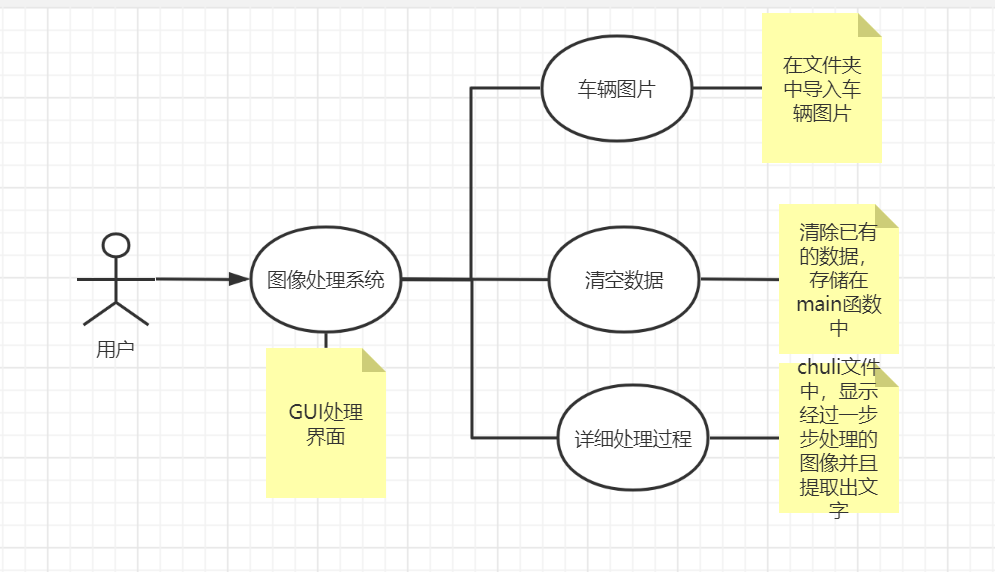 车辆图片
在文件夹
中导入车
辆图片
用户
图像处理系统
GUI处理
界面
清空数据
清除已有
的数据，
存储在
main函数
中
详细处理过程
chuli文件
中，显示
经过一步
步处理的
图像并且
提取出文
字